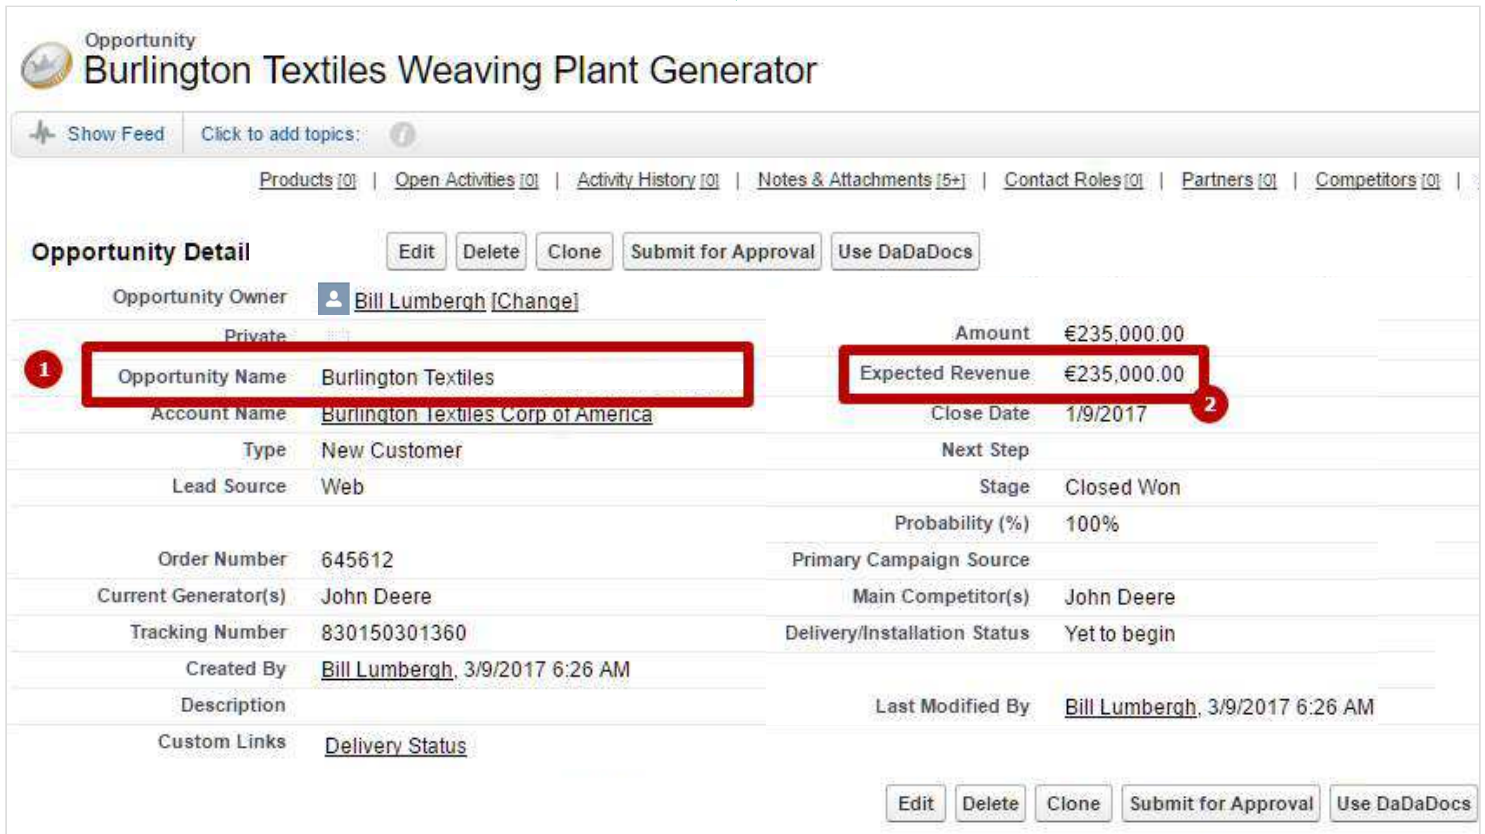 Opportunity
Burlington Textiles Weaving Plant Generator
Show Feed Click to add topics: i
Products [0] | Open Activities [0] | Activity History [0] | Notes & Attachments [5+] | Contact Roles [0] | Partners [0] | Competitors [0] |
Opportunity Detail Edit Delete Clone Submit for Approval Use DaDaDocs
Opportunity Owner Bill Lumbergh [Change]
Private Amount €235,000.00
1 Opportunity Name Burlington Textiles Expected Revenue €235,000.00 2
Account Name Burlington Textiles Corp of America Close Date 1/9/2017
Type New Customer Next Step
Lead Source Web Stage Closed Won
Probability (%) 100%
Order Number 645612 Primary Campaign Source
Current Generator(s) John Deere Main Competitor(s) John Deere
Tracking Number 830150301360 Delivery/Installation Status Yet to begin
Created By Bill Lumbergh, 3/9/2017 6:26 AM
Description Last Modified By Bill Lumbergh, 3/9/2017 6:26 AM
Custom Links Delivery Status
Edit Delete Clone Submit for Approval Use DaDaDocs